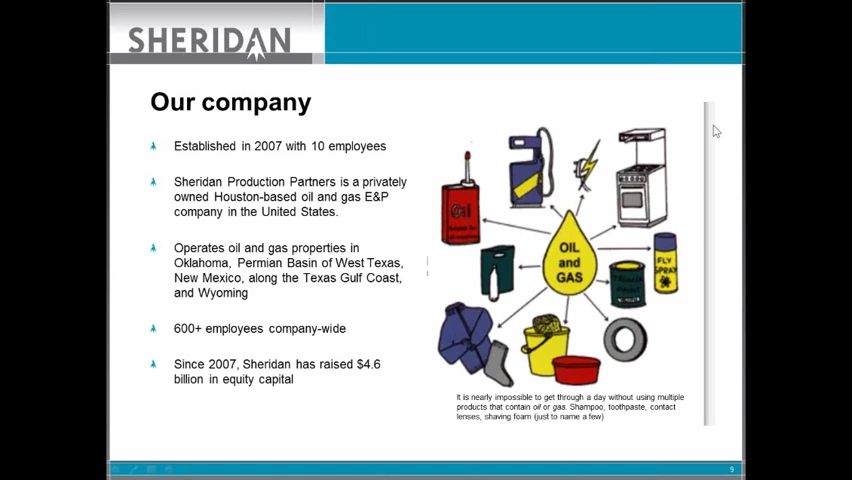 SHERIDAN
Our company
Established in 2007 with 10 employees
Sheridan Production Partners is a privately
owned Houston-based oil and gas E&P
company in the United States.
Operates oil and gas properties in
Oklahoma, Permian Basin of West Texas,
New Mexico, along the Texas Gulf Coast,
and Wyoming
600+ employees company-wide
Since 2007, Sheridan has raised $4.6
billion in equity capital
Oil
OIL
and
GAS
FLY
SPRAY
It is nearly impossible to get through a day without using multiple
products that contain oil or gas. Shampoo, toothpaste, contact
lenses, shaving foam (just to name a few)
9